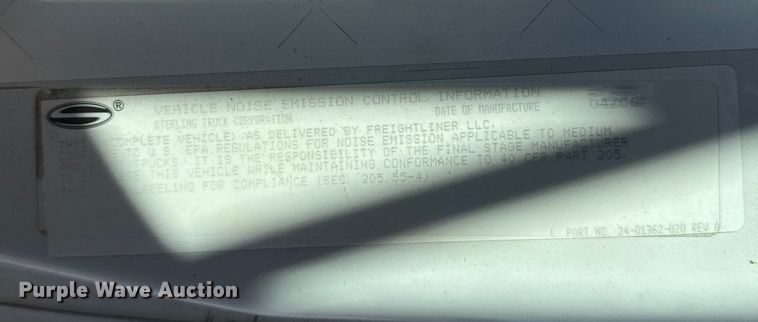 ®
VEHICLE NOISE EMISSION CONTROL INFORMATION
STERLING TRUCK CORPORATION DATE OF MANUFACTURE 04/06
THIS COMPLETE VEHICLE) AS DELIVERED BY FREIGHTLINER LLC,
TO U.S. EPA REGULATIONS FOR NOISE EMISSION APPLICABLE TO MEDIUM
TRUCKS. IT IS THE RESPONSIBILITY OF THE FINAL STAGE MANUFACTURER
THIS VEHICLE WHILE MAINTAINING CONFORMANCE TO 40 CFR PART 205.
LABELING FOR COMPLIANCE (SEC. 205.55-4).
PART NO. 24-01362-020 REV A
Purple Wave Auction®